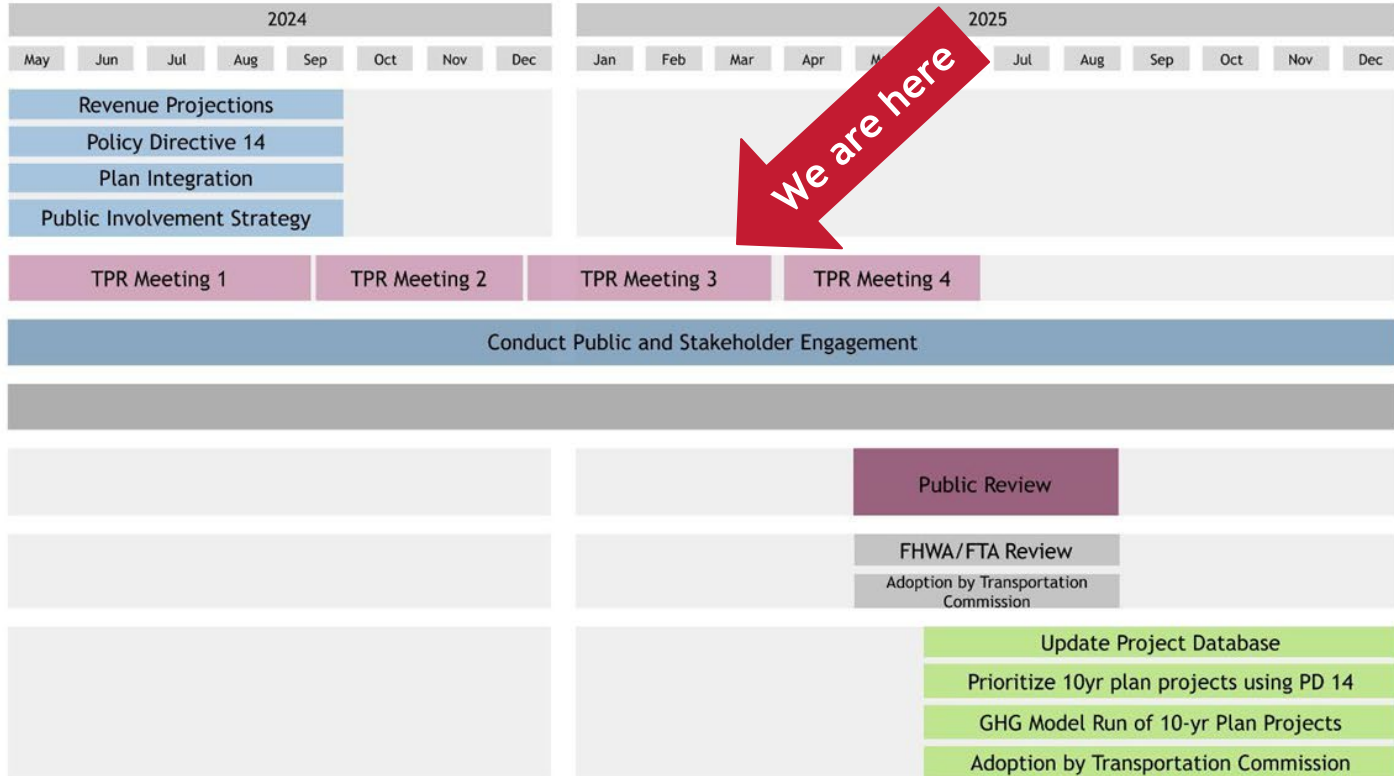 2024
2025
May Jun Jul Aug Sep Oct Nov Dec Jan Feb Mar Apr Jul Aug Sep Oct Nov Dec
We are here
Revenue Projections
Policy Directive 14
Plan Integration
Public Involvement Strategy
TPR Meeting 1
TPR Meeting 2
TPR Meeting 3
TPR Meeting 4
Conduct Public and Stakeholder Engagement
Public Review
FHWA/FTA Review
Adoption by Transportation
Commission
Update Project Database
Prioritize 10yr plan projects using PD 14
GHG Model Run of 10-yr Plan Projects
Adoption by Transportation Commission